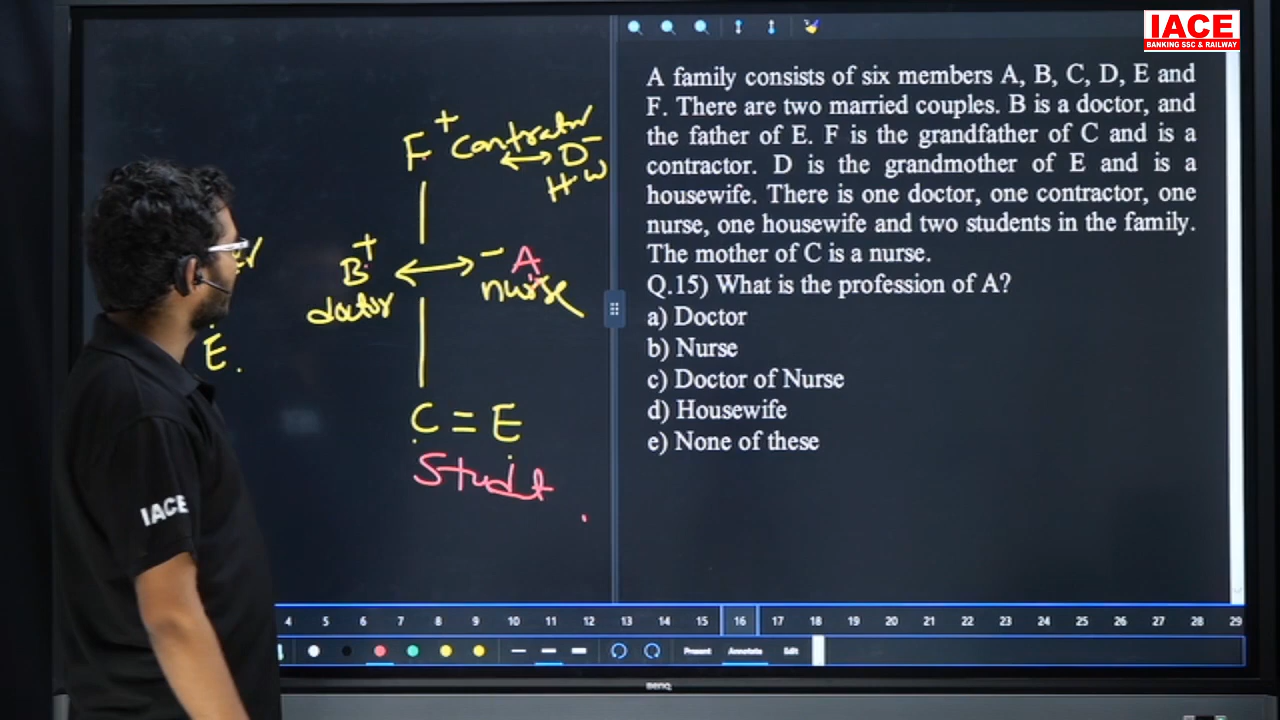 IACE
BANKING SSC & RAILWAY
A family consists of six members A, B, C, D, E and
F. There are two married couples. B is a doctor, and
the father of E. F is the grandfather of C and is a
contractor. D is the grandmother of E and is a
housewife. There is one doctor, one contractor, one
nurse, one housewife and two students in the family.
The mother of C is a nurse.
Q.15) What is the profession of A?
a) Doctor
b) Nurse
c) Doctor of Nurse
d) Housewife
e) None of these
F + contrator ↔ D -
H W
B + ↔ - A
doctor nurse
C = E
E .
IACE
4 5 6 7 8 9 10 11 12 13 14 15 16 17 18 19 20 21 22 23 24 25 26 27 28 29
Present Annotate Edit
BenQ